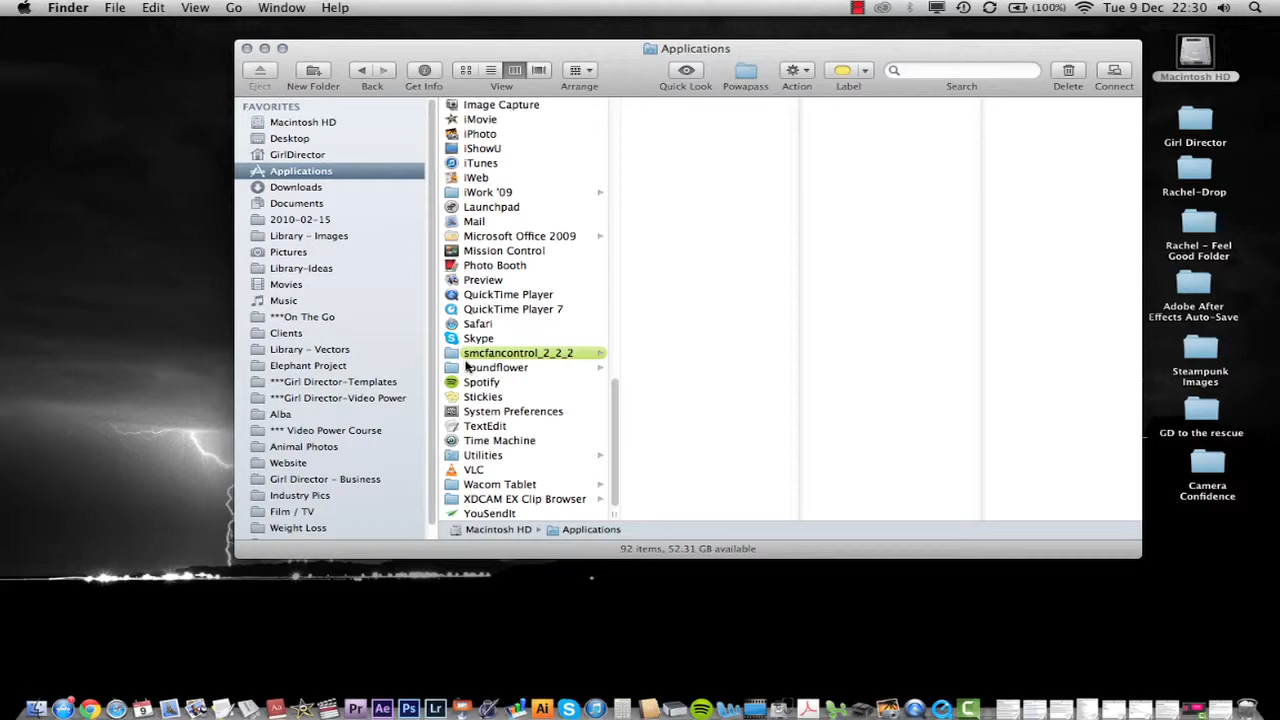 Finder File Edit View Go Window Help (100%) Tue 9 Dec 22:30
Applications
Eject New Folder Back Get Info View Arrange Quick Look Powapass Action Label Search Delete Connect
FAVORITES
Macintosh HD
Desktop
GirlDirector
Applications
Downloads
Documents
2010-02-15
Library - Images
Pictures
Library-Ideas
Movies
Music
***On The Go
Clients
Library - Vectors
Elephant Project
***Girl Director-Templates
***Girl Director-Video Power
Alba
*** Video Power Course
Animal Photos
Website
Girl Director - Business
Industry Pics
Film / TV
Weight Loss
Image Capture
iMovie
iPhoto
iShowU
iTunes
iWeb
iWork '09
Launchpad
Mail
Microsoft Office 2009
Mission Control
Photo Booth
Preview
QuickTime Player
QuickTime Player 7
Safari
Skype
smcfancontrol_2_2_2
Soundflower
Spotify
Stickies
System Preferences
TextEdit
Time Machine
Utilities
VLC
Wacom Tablet
XDCAM EX Clip Browser
YouSendIt
Macintosh HD Applications
92 items, 52.31 GB available
Macintosh HD
Girl Director
Rachel-Drop
Rachel - Feel
Good Folder
Adobe After
Effects Auto-Save
Steampunk
Images
GD to the rescue
Camera
Confidence
9 Pr Ae Ps Lr Ai